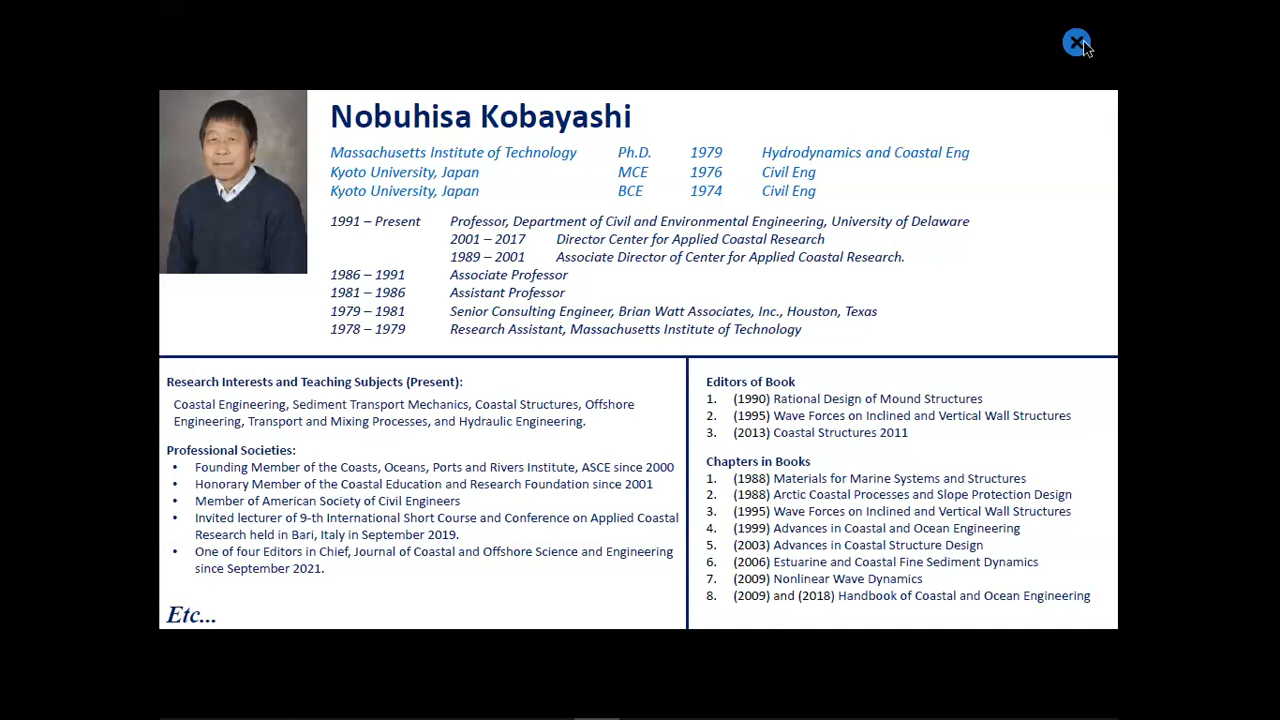 Nobuhisa Kobayashi
Massachusetts Institute of Technology Ph.D. 1979 Hydrodynamics and Coastal Eng
Kyoto University, Japan MCE 1976 Civil Eng
Kyoto University, Japan BCE 1974 Civil Eng
1991 – Present Professor, Department of Civil and Environmental Engineering, University of Delaware
2001 – 2017 Director Center for Applied Coastal Research
1989 – 2001 Associate Director of Center for Applied Coastal Research.
1986 – 1991 Associate Professor
1981 – 1986 Assistant Professor
1979 – 1981 Senior Consulting Engineer, Brian Watt Associates, Inc., Houston, Texas
1978 – 1979 Research Assistant, Massachusetts Institute of Technology
Research Interests and Teaching Subjects (Present):
Coastal Engineering, Sediment Transport Mechanics, Coastal Structures, Offshore
Engineering, Transport and Mixing Processes, and Hydraulic Engineering.
Professional Societies:
• Founding Member of the Coasts, Oceans, Ports and Rivers Institute, ASCE since 2000
• Honorary Member of the Coastal Education and Research Foundation since 2001
• Member of American Society of Civil Engineers
• Invited lecturer of 9-th International Short Course and Conference on Applied Coastal
Research held in Bari, Italy in September 2019.
• One of four Editors in Chief, Journal of Coastal and Offshore Science and Engineering
since September 2021.
Etc...
Editors of Book
1. (1990) Rational Design of Mound Structures
2. (1995) Wave Forces on Inclined and Vertical Wall Structures
3. (2013) Coastal Structures 2011
Chapters in Books
1. (1988) Materials for Marine Systems and Structures
2. (1988) Arctic Coastal Processes and Slope Protection Design
3. (1995) Wave Forces on Inclined and Vertical Wall Structures
4. (1999) Advances in Coastal and Ocean Engineering
5. (2003) Advances in Coastal Structure Design
6. (2006) Estuarine and Coastal Fine Sediment Dynamics
7. (2009) Nonlinear Wave Dynamics
8. (2009) and (2018) Handbook of Coastal and Ocean Engineering